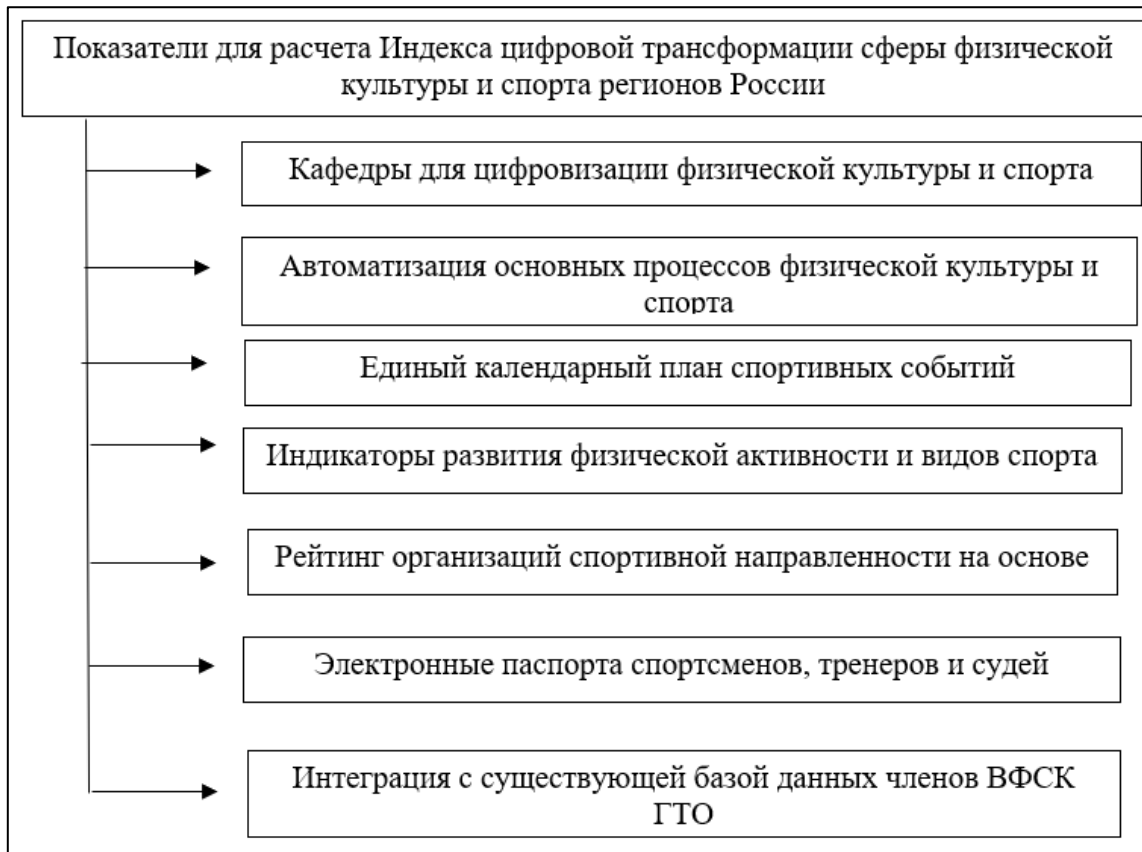 Показатели для расчета Индекса цифровой трансформации сферы физической
культуры и спорта регионов России
Кафедры для цифровизации физической культуры и спорта
Автоматизация основных процессов физической культуры и
спорта
Единый календарный план спортивных событий
Индикаторы развития физической активности и видов спорта
Рейтинг организаций спортивной направленности на основе
Электронные паспорта спортсменов, тренеров и судей
Интеграция с существующей базой данных членов ВФСК
ГТО